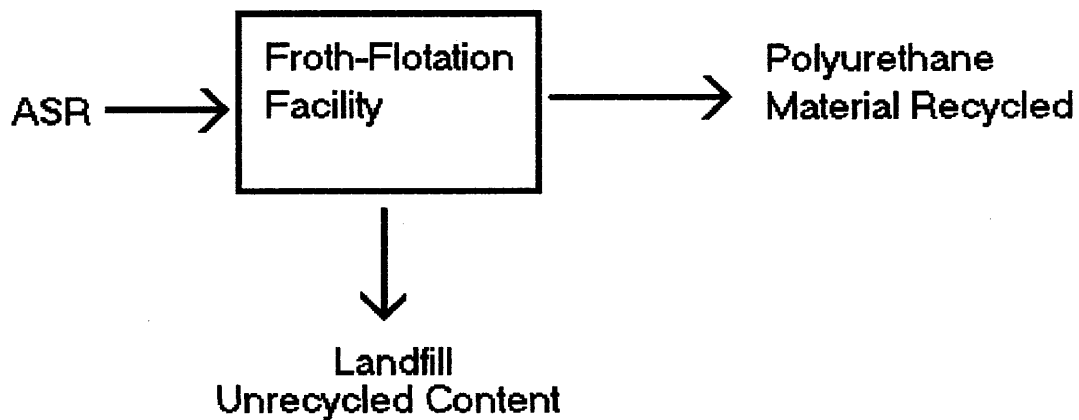 Froth-Flotation
Facility
ASR
Polyurethane
Material Recycled
Landfill
Unrecycled Content